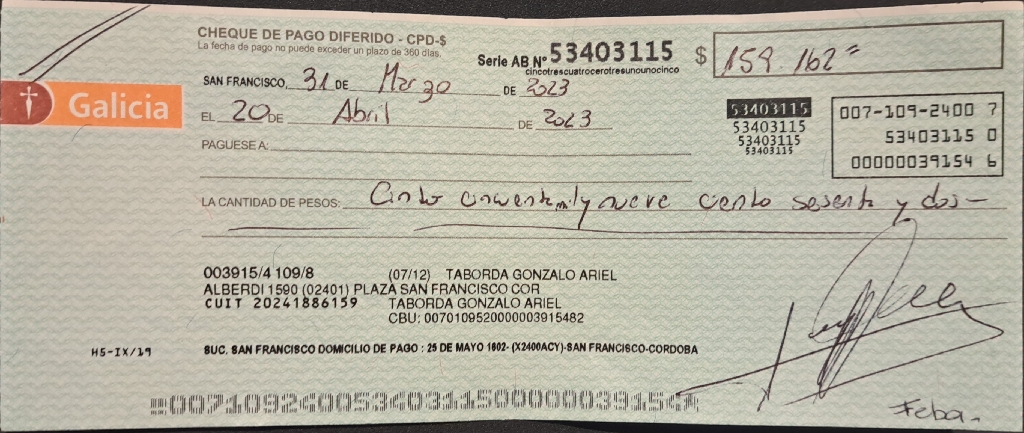 CHEQUE DE PAGO DIFERIDO - CPD-$
La fecha de pago no puede exceder un plazo de 360 días.
Serie AB Nº 53403115
cincotrescuatrocerotresunounocinco
$ 159 162=
SAN FRANCISCO, 31 DE Marzo DE 2023
Galicia
EL 20 DE Abril DE 2023
53403115
53403115
53403115
53403115
007-109-2400 7
53403115 0
00000039154 6
PAGUESE A:
LA CANTIDAD DE PESOS: Ciento cincuenta mil y nueve ciento sesenta y dos-
003915/4 109/8 (07/12) TABORDA GONZALO ARIEL
ALBERDI 1590 (02401) PLAZA SAN FRANCISCO COR
CUIT 20241886159 TABORDA GONZALO ARIEL
CBU: 0070109520000003915482
H5-IX/19
SUC. SAN FRANCISCO DOMICILIO DE PAGO : 25 DE MAYO 1602- (X2400ACY)-SAN FRANCISCO-CORDOBA
Feba.